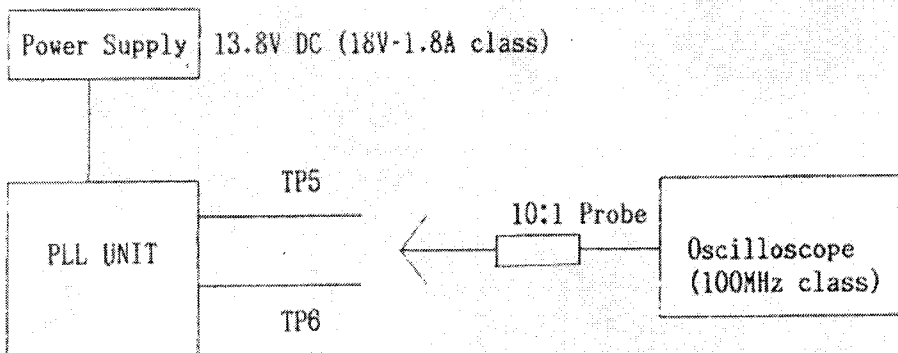 Power Supply 13.8V DC (18V-1.8A class)
TP5
10:1 Probe
PLL UNIT
Oscilloscope
(100MHz class)
TP6